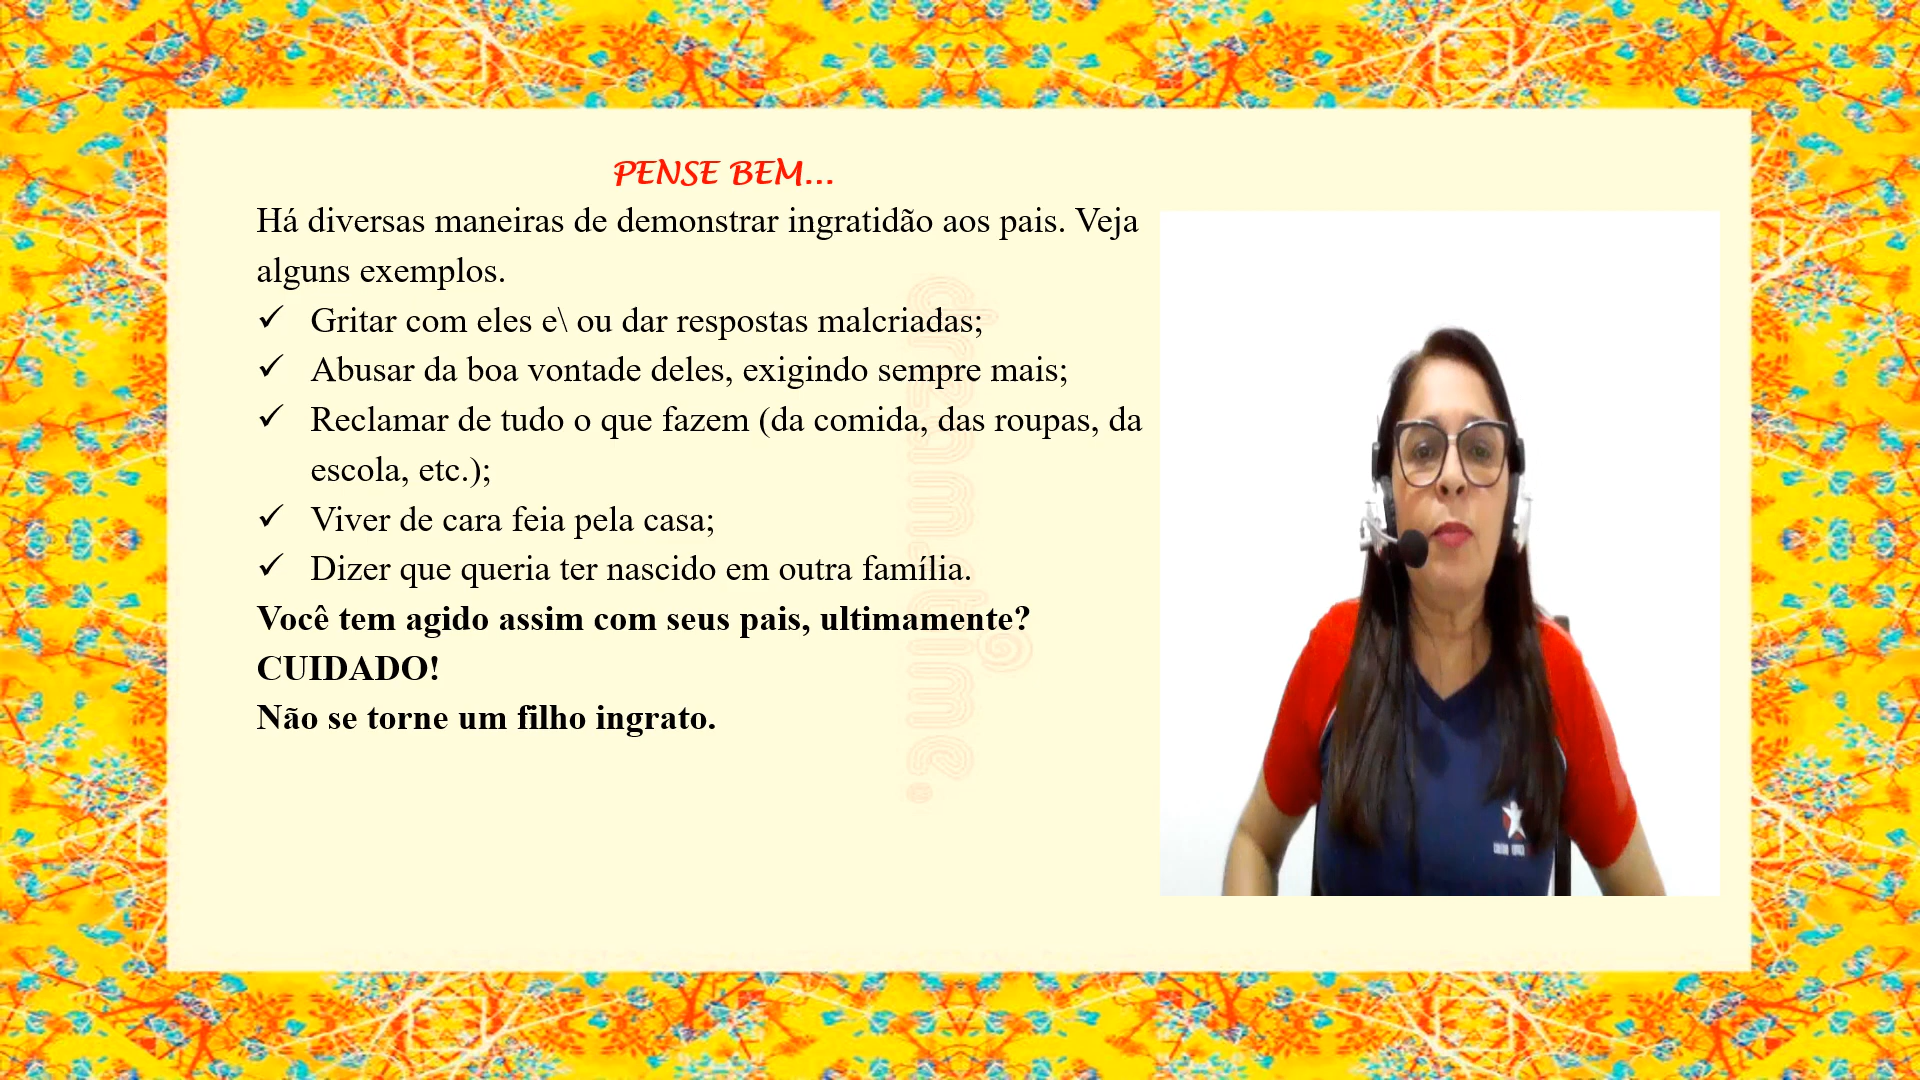 PENSE BEM...
Há diversas maneiras de demonstrar ingratidão aos pais. Veja
alguns exemplos.
✓ Gritar com eles e\ ou dar respostas malcriadas;
✓ Abusar da boa vontade deles, exigindo sempre mais;
✓ Reclamar de tudo o que fazem (da comida, das roupas, da
escola, etc.);
✓ Viver de cara feia pela casa;
✓ Dizer que queria ter nascido em outra família.
Você tem agido assim com seus pais, ultimamente?
CUIDADO!
Não se torne um filho ingrato.